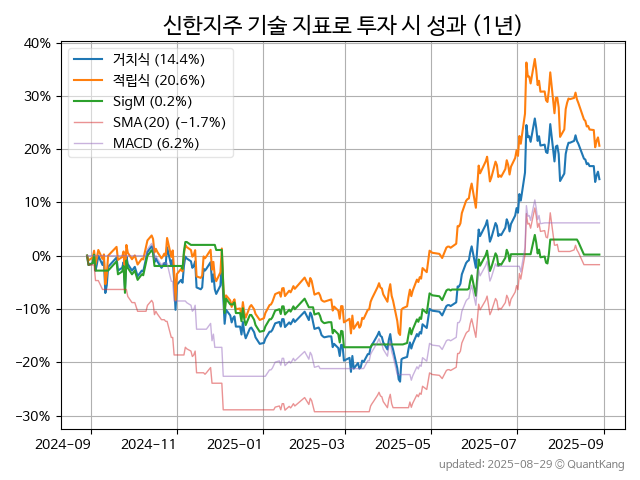 신한지주 기술 지표로 투자 시 성과 (1년)
40%
30%
20%
10%
0%
−10%
−20%
−30%
거치식 (14.4%)
적립식 (20.6%)
SigM (0.2%)
SMA(20) (−1.7%)
MACD (6.2%)
2024-09 2024-11 2025-01 2025-03 2025-05 2025-07 2025-09
updated: 2025-08-29 © QuantKang